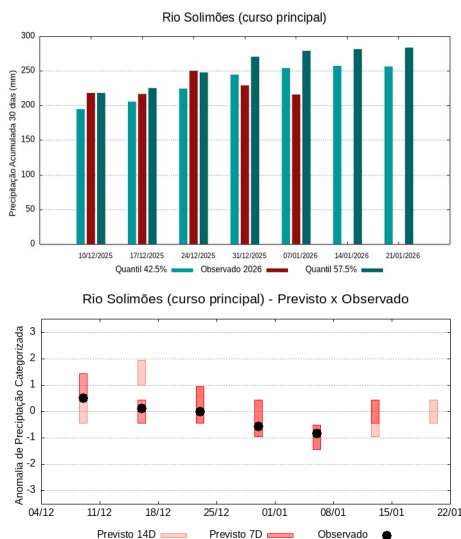 Rio Solimões (curso principal)
Precipitação Acumulada 30 dias (mm)
300
250
200
150
100
50
0
10/12/2025 17/12/2025 24/12/2025 31/12/2025 07/01/2026 14/01/2026 21/01/2026
Quantil 42.5% Observado 2026 Quantil 57.5%
Rio Solimões (curso principal) - Previsto x Observado
Anomalia de Preciptação Categorizada
3
2
1
0
-1
-2
-3
04/12 11/12 18/12 25/12 01/01 08/01 15/01 22/01
Previsto 14D Previsto 7D Observado